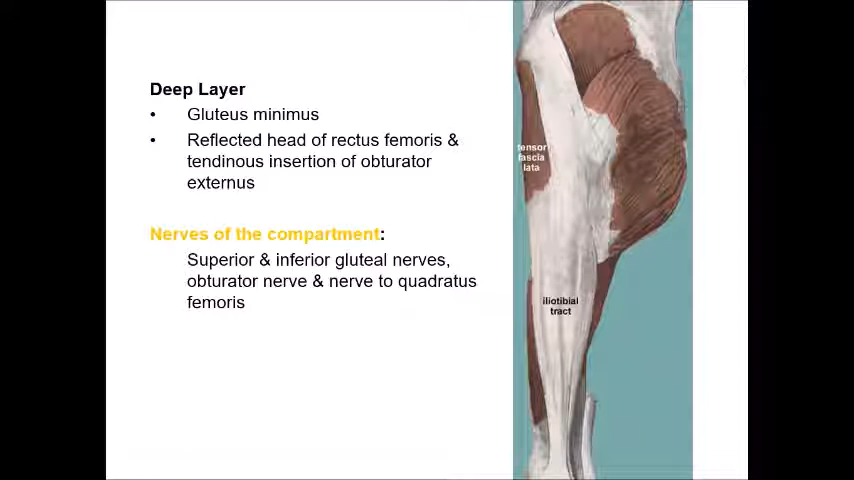 Deep Layer
• Gluteus minimus
• Reflected head of rectus femoris &
tendinous insertion of obturator
externus
Nerves of the compartment:
Superior & inferior gluteal nerves,
obturator nerve & nerve to quadratus
femoris
tensor
fascia
lata
iliotibial
tract